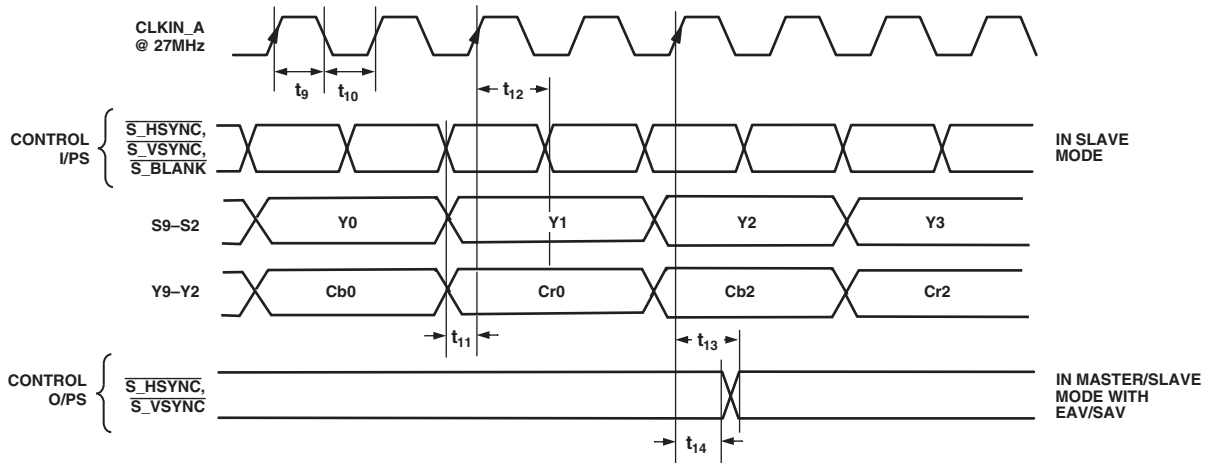 CLKIN_A
@ 27MHz
t9
t10
t12
CONTROL
I/PS
S_HSYNC,
S_VSYNC,
S_BLANK
IN SLAVE
MODE
S9–S2
Y0
Y1
Y2
Y3
Y9–Y2
Cb0
Cr0
Cb2
Cr2
t11
t13
CONTROL
O/PS
S_HSYNC,
S_VSYNC
IN MASTER/SLAVE
MODE WITH
EAV/SAV
t14